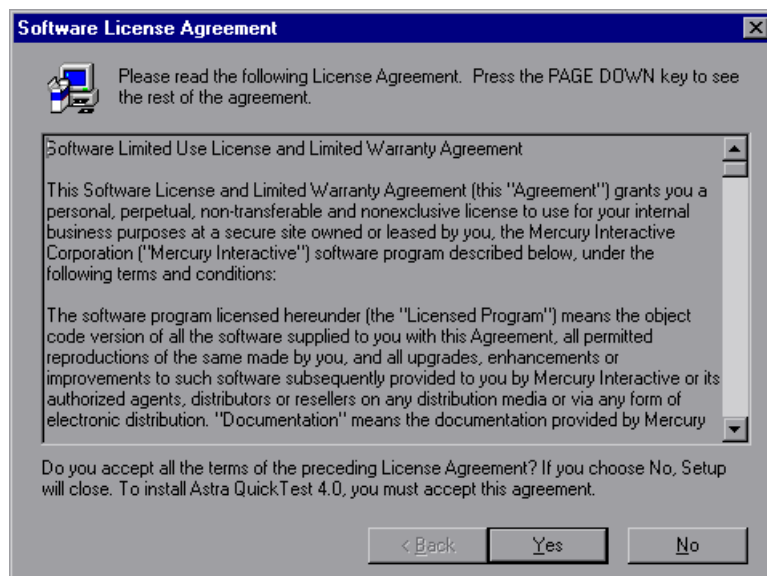 Software License Agreement
Please read the following License Agreement. Press the PAGE DOWN key to see
the rest of the agreement.
Software Limited Use License and Limited Warranty Agreement
This Software License and Limited Warranty Agreement (this "Agreement") grants you a
personal, perpetual, non-transferable and nonexclusive license to use for your internal
business purposes at a secure site owned or leased by you, the Mercury Interactive
Corporation ("Mercury Interactive") software program described below, under the
following terms and conditions:
The software program licensed hereunder (the "Licensed Program") means the object
code version of all the software supplied to you with this Agreement, all permitted
reproductions of the same made by you, and all upgrades, enhancements or
improvements to such software subsequently provided to you by Mercury Interactive or its
authorized agents, distributors or resellers on any distribution media or via any form of
electronic distribution. "Documentation" means the documentation provided by Mercury
Do you accept all the terms of the preceding License Agreement? If you choose No, Setup
will close. To install Astra QuickTest 4.0, you must accept this agreement.
< Back Yes No